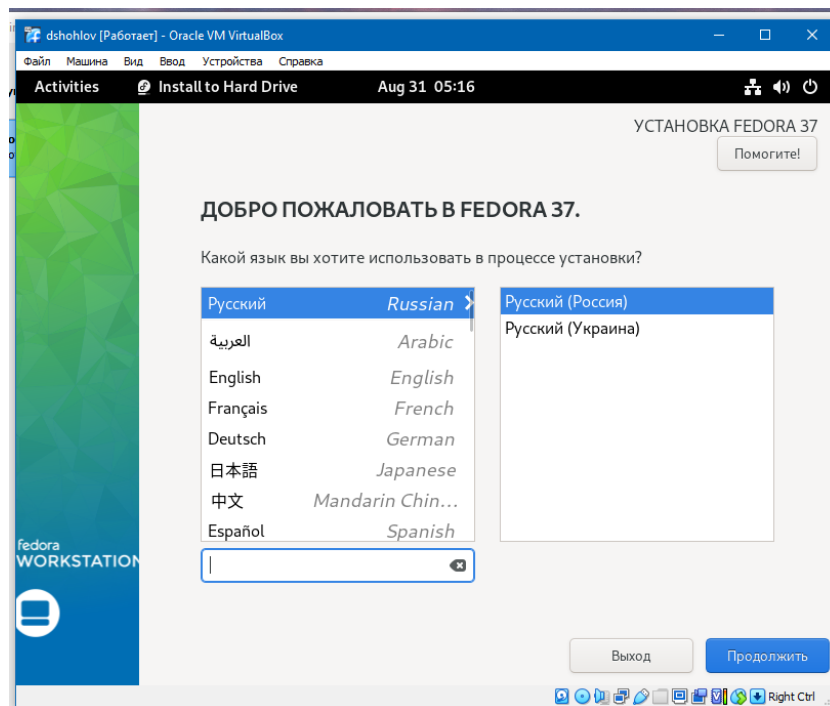 dshohlov [Работает] - Oracle VM VirtualBox
Файл Машина Вид Ввод Устройства Справка
Activities Install to Hard Drive Aug 31 05:16
УСТАНОВКА FEDORA 37
Помогите!
ДОБРО ПОЖАЛОВАТЬ В FEDORA 37.
Какой язык вы хотите использовать в процессе установки?
Русский Russian
العربية Arabic
English English
Français French
Deutsch German
日本語 Japanese
中文 Mandarin Chin...
Español Spanish
Русский (Россия)
Русский (Украина)
fedora
WORKSTATION
Выход Продолжить
Right Ctrl